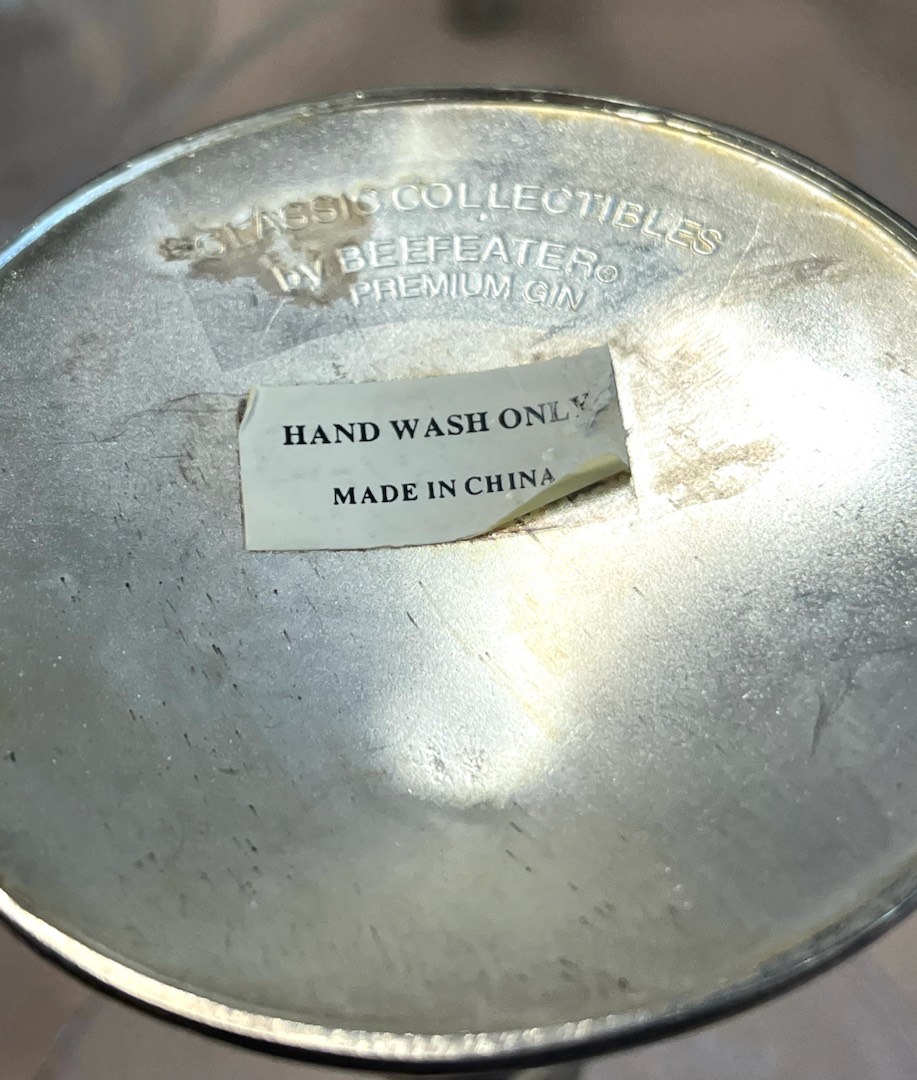 CLASSIC COLLECTIBLES
by BEEFEATER®
PREMIUM GIN
HAND WASH ONLY
MADE IN CHINA